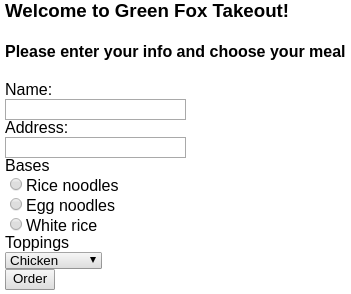 Welcome to Green Fox Takeout!
Please enter your info and choose your meal
Name:
Address:
Bases
Rice noodles
Egg noodles
White rice
Toppings
Chicken
Order